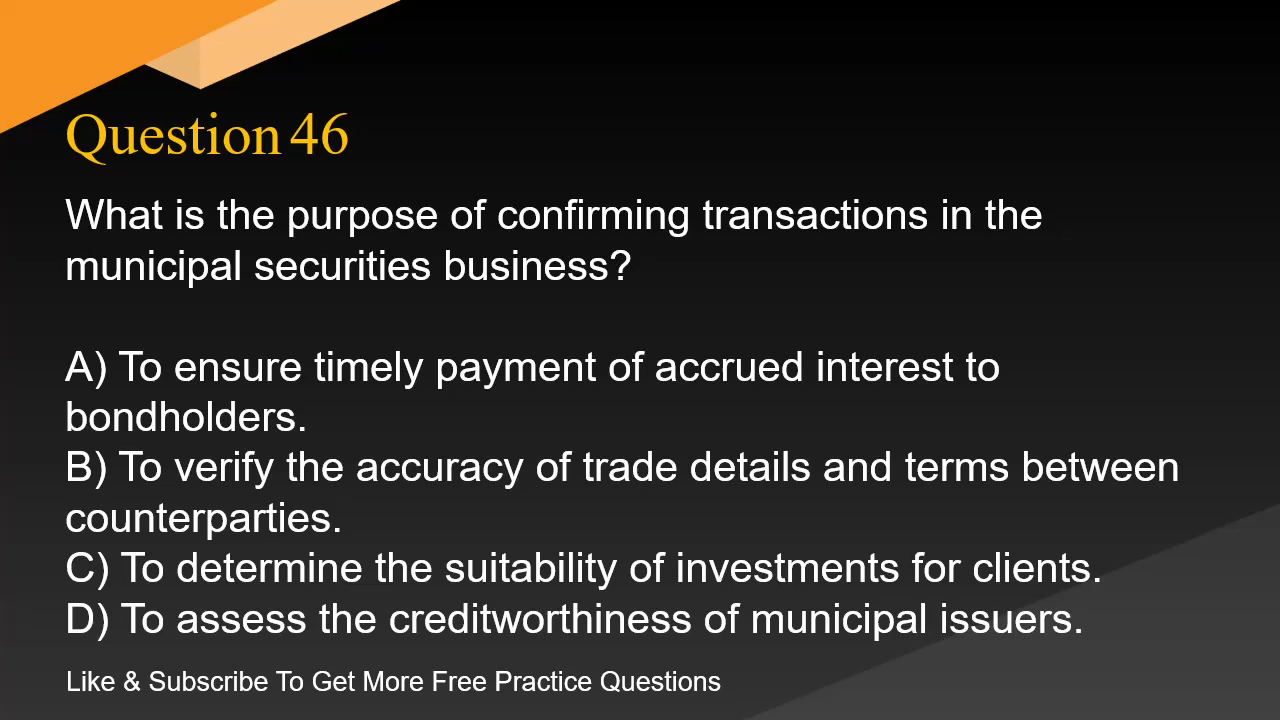 Question 46
What is the purpose of confirming transactions in the
municipal securities business?
A) To ensure timely payment of accrued interest to
bondholders.
B) To verify the accuracy of trade details and terms between
counterparties.
C) To determine the suitability of investments for clients.
D) To assess the creditworthiness of municipal issuers.
Like & Subscribe To Get More Free Practice Questions